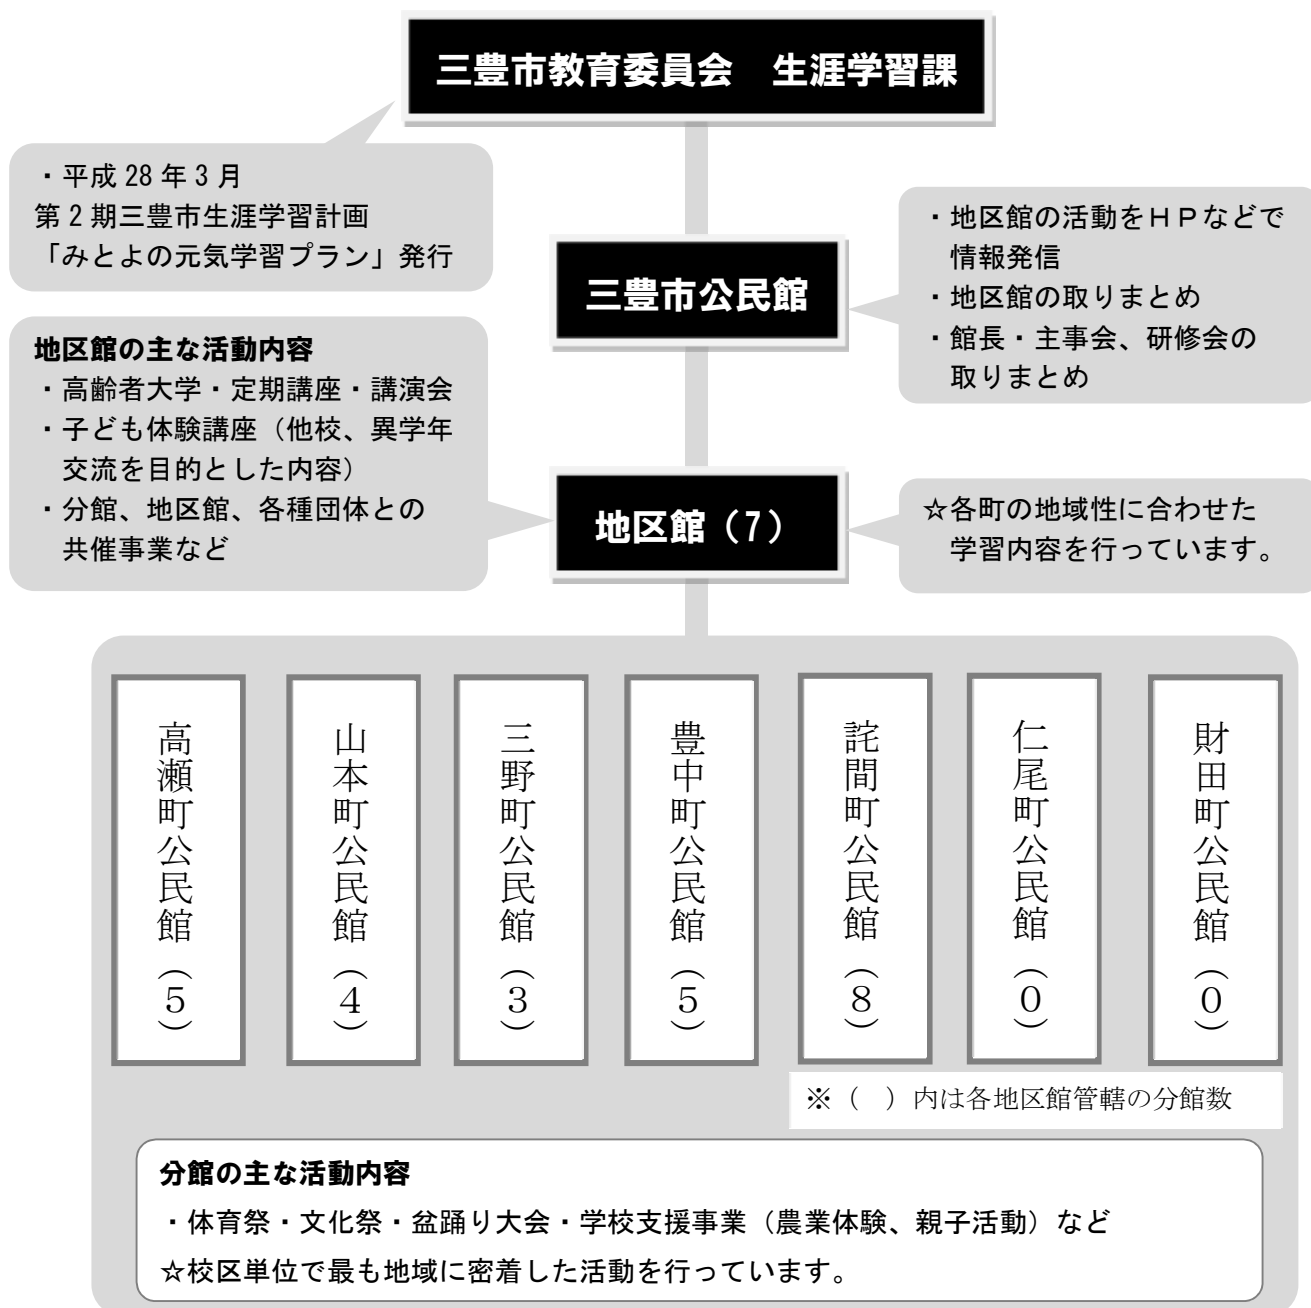 三豊市教育委員会　生涯学習課
・平成 28 年 3 月
第 2 期三豊市生涯学習計画
「みとよの元気学習プラン」発行
三豊市公民館
・地区館の活動をＨＰなどで
情報発信
・地区館の取りまとめ
・館長・主事会、研修会の
取りまとめ
地区館の主な活動内容
・高齢者大学・定期講座・講演会
・子ども体験講座（他校、異学年
交流を目的とした内容）
・分館、地区館、各種団体との
共催事業など
地区館（7）
☆各町の地域性に合わせた
学習内容を行っています。
高瀬町公民館（5）
山本町公民館（4）
三野町公民館（3）
豊中町公民館（5）
詫間町公民館（8）
仁尾町公民館（0）
財田町公民館（0）
※（　）内は各地区館管轄の分館数
分館の主な活動内容
・体育祭・文化祭・盆踊り大会・学校支援事業（農業体験、親子活動）など
☆校区単位で最も地域に密着した活動を行っています。